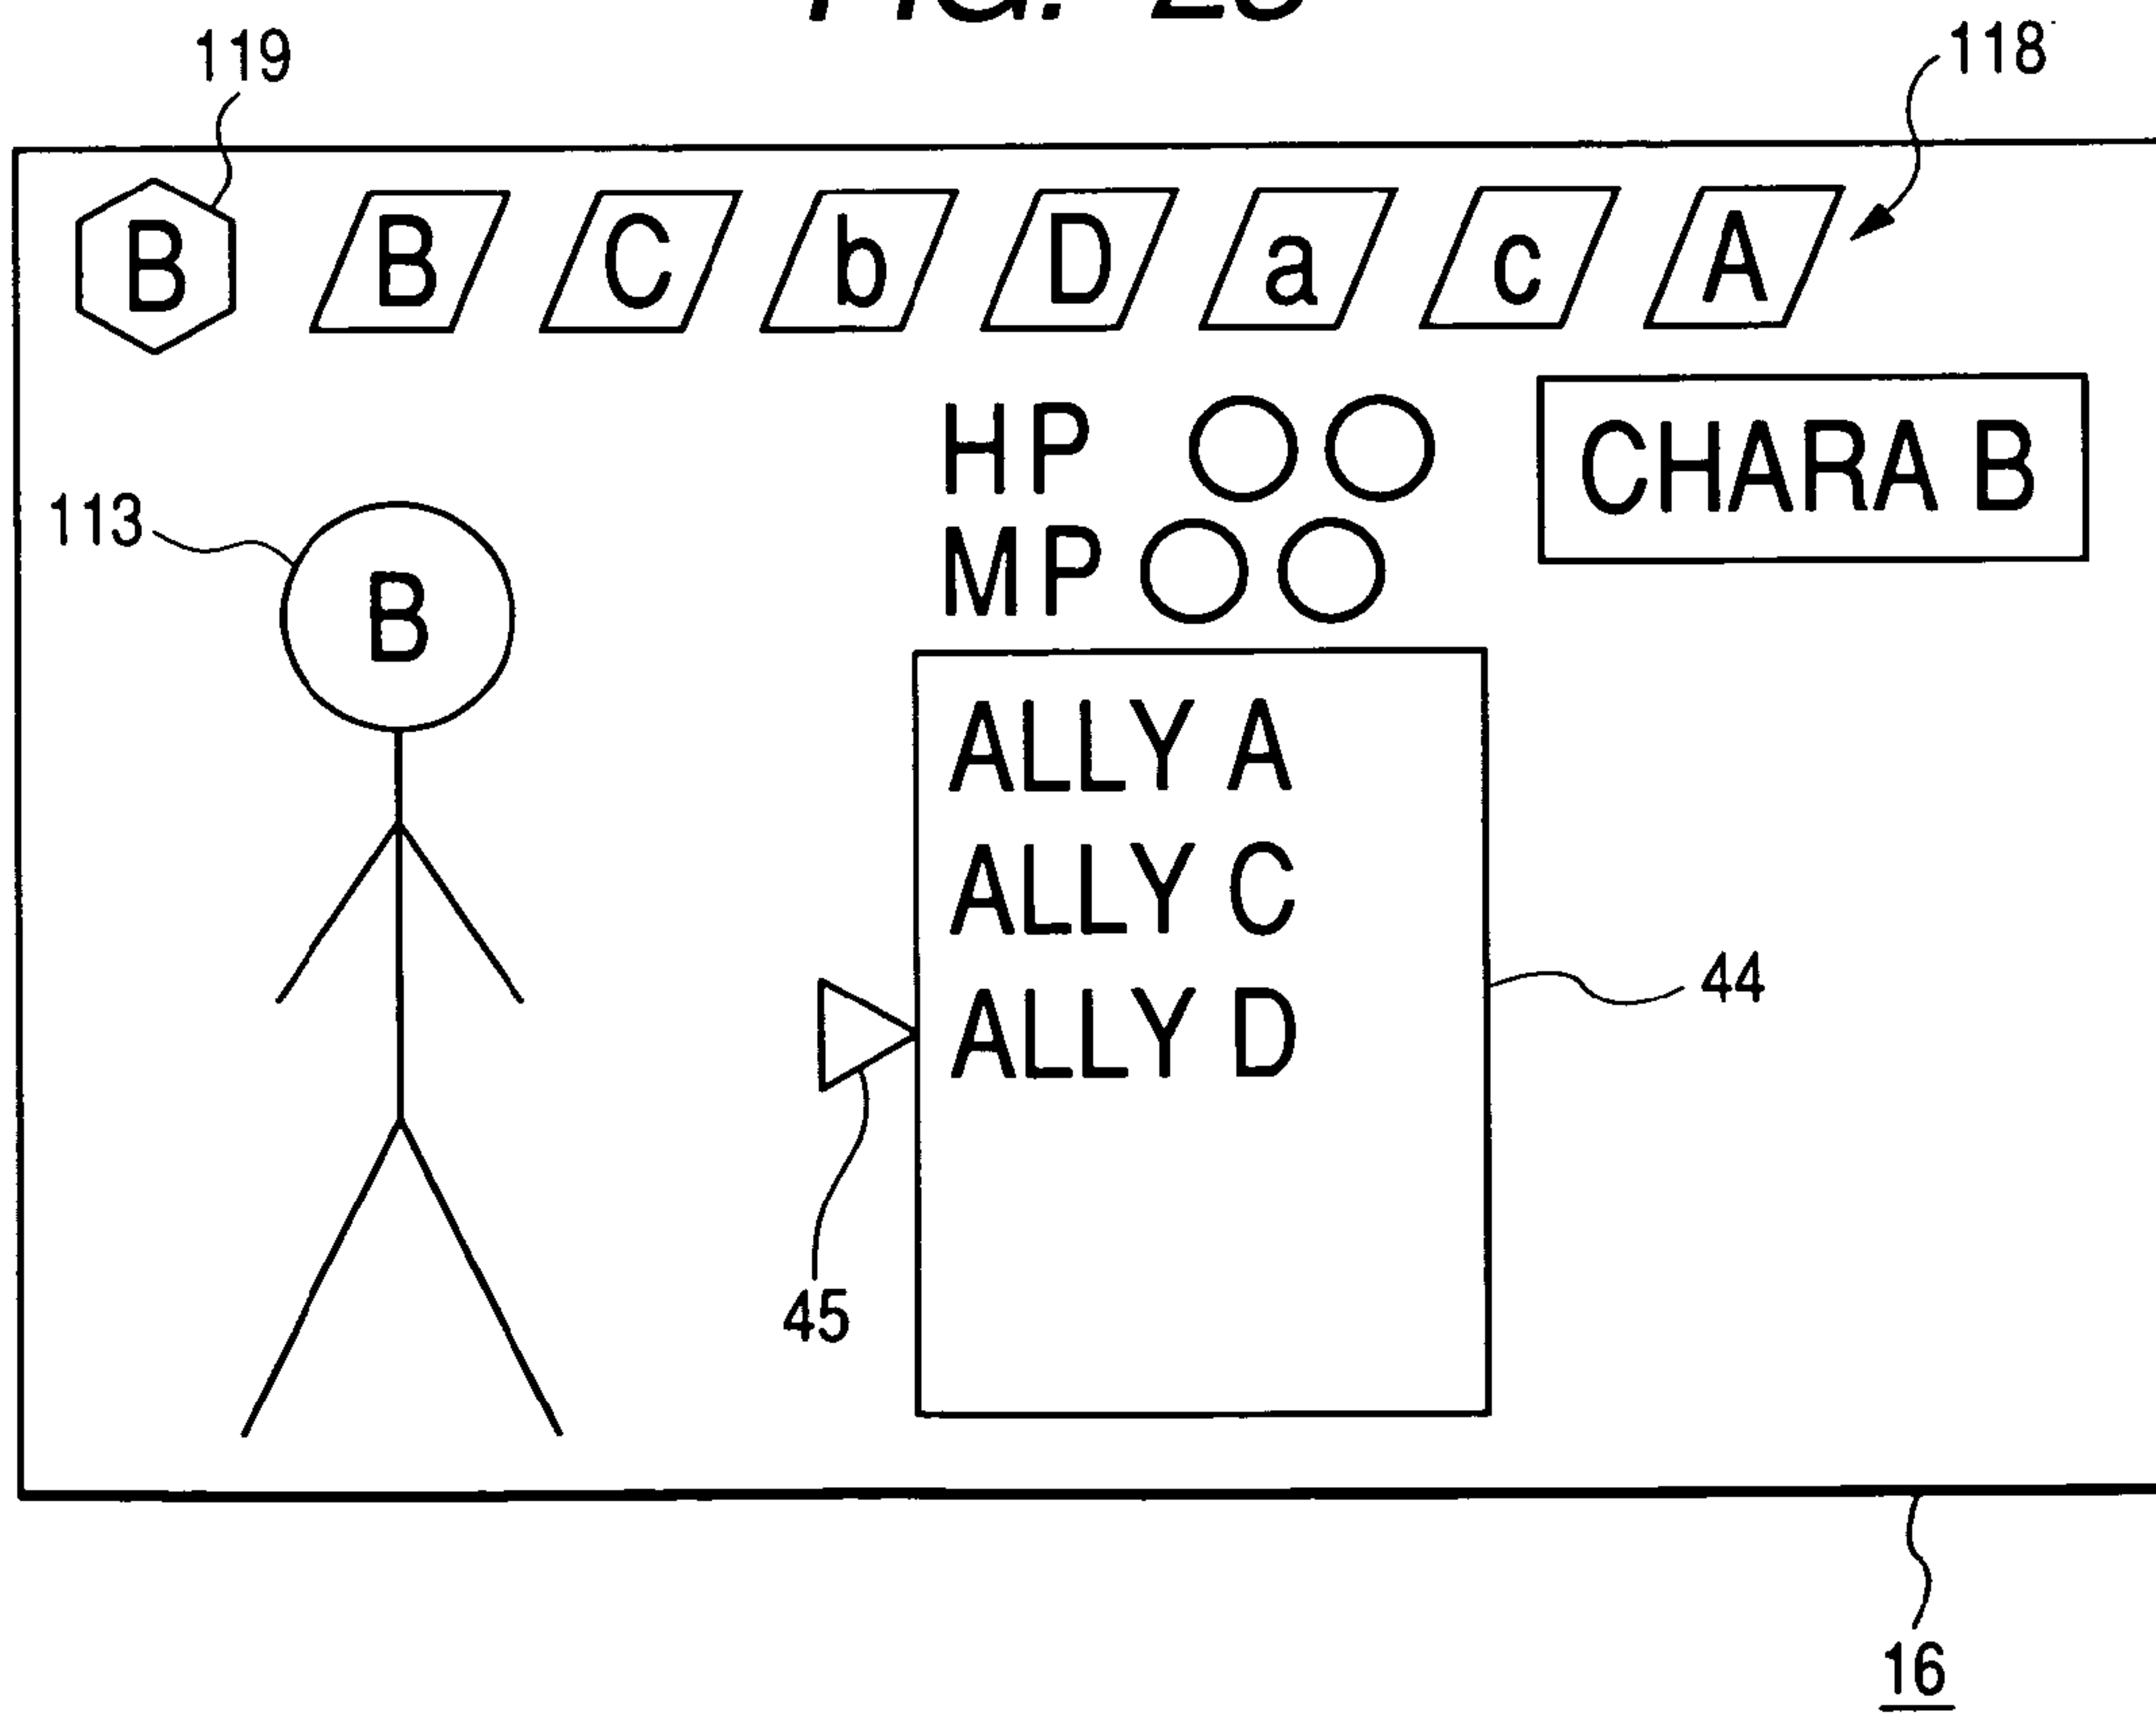 119
118
B B C b D a c A
HP ○○ CHARA B
MP ○○
113
B
ALLY A
ALLY C
ALLY D
44
45
16